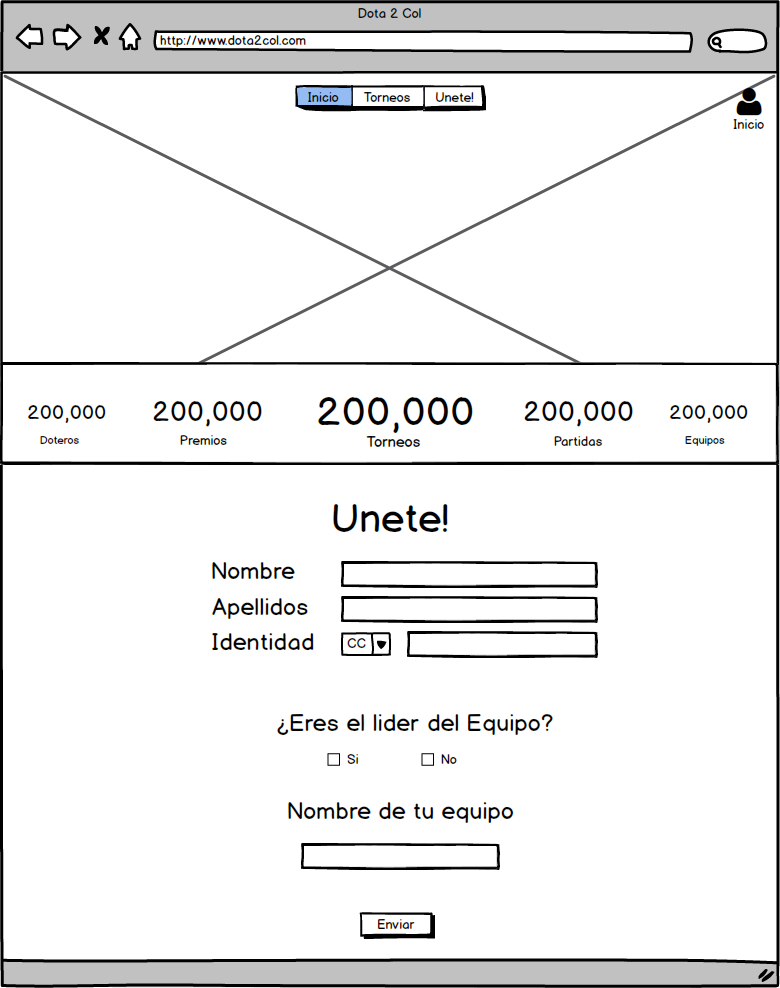 Dota 2 Col
http://www.dota2col.com
Inicio Torneos Unete!
Inicio
200,000 200,000 200,000 200,000 200,000
Doteros Premios Torneos Partidas Equipos
Unete!
Nombre
Apellidos
Identidad CC
¿Eres el lider del Equipo?
Si No
Nombre de tu equipo
Enviar